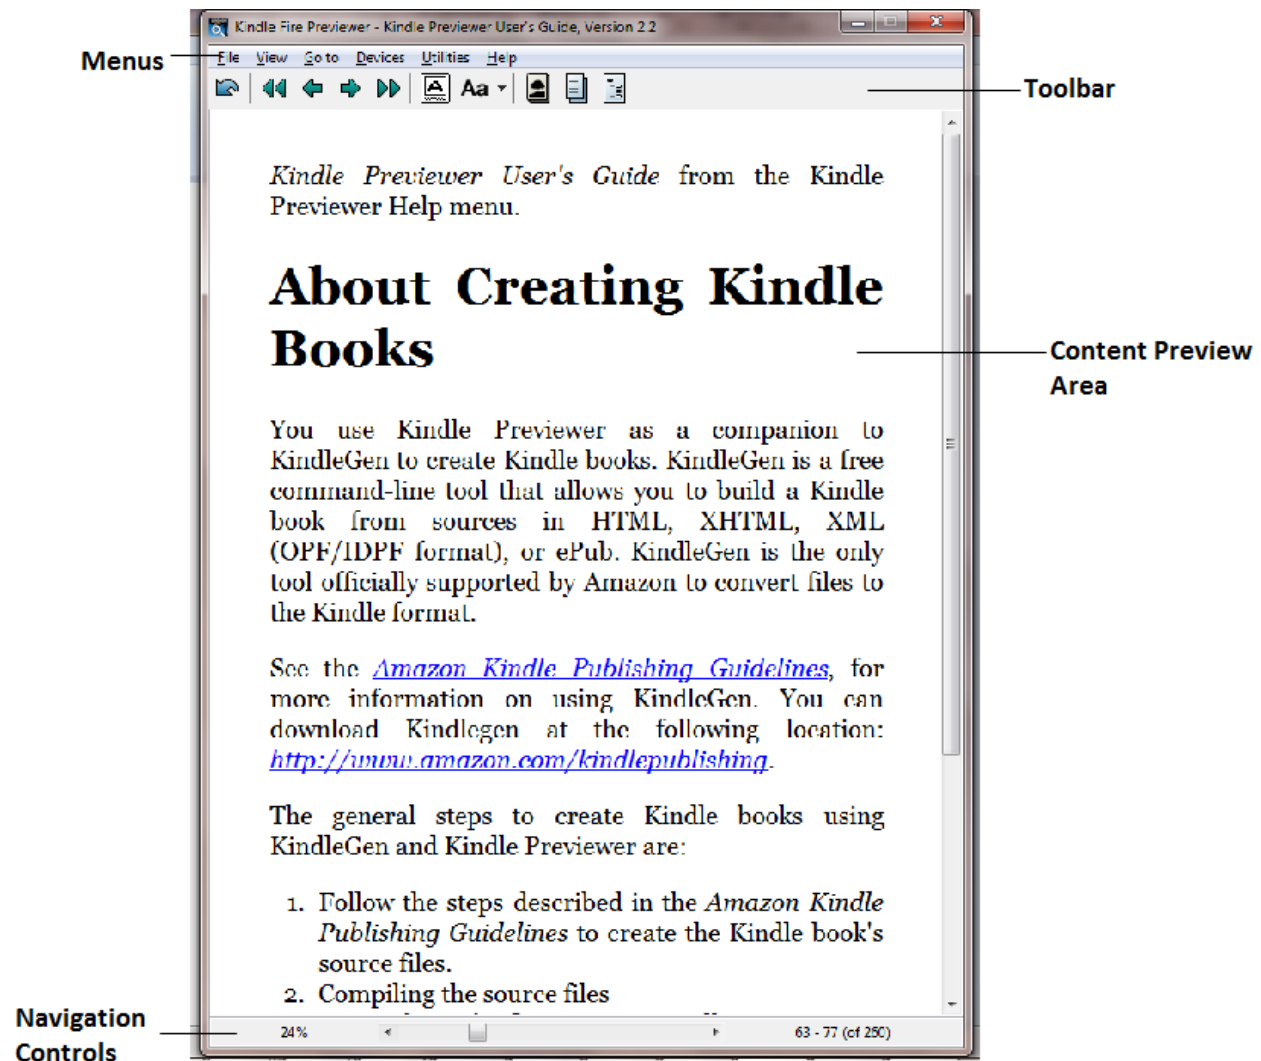 Kindle Fire Previewer - Kindle Previewer User's Guide, Version 2.2
Menus
File View Go to Devices Utilities Help
Aa
Toolbar
Kindle Previewer User's Guide from the Kindle
Previewer Help menu.
About Creating Kindle
Books
Content Preview
Area
You use Kindle Previewer as a companion to
KindleGen to create Kindle books. KindleGen is a free
command-line tool that allows you to build a Kindle
book from sources in HTML, XHTML, XML
(OPF/IDPF format), or ePub. KindleGen is the only
tool officially supported by Amazon to convert files to
the Kindle format.
See the Amazon Kindle Publishing Guidelines, for
more information on using KindleGen. You can
download Kindlegen at the following location:
http://www.amazon.com/kindlepublishing.
The general steps to create Kindle books using
KindleGen and Kindle Previewer are:
1. Follow the steps described in the Amazon Kindle
Publishing Guidelines to create the Kindle book's
source files.
2. Compiling the source files
Navigation
Controls
24%
63 - 77 (of 250)